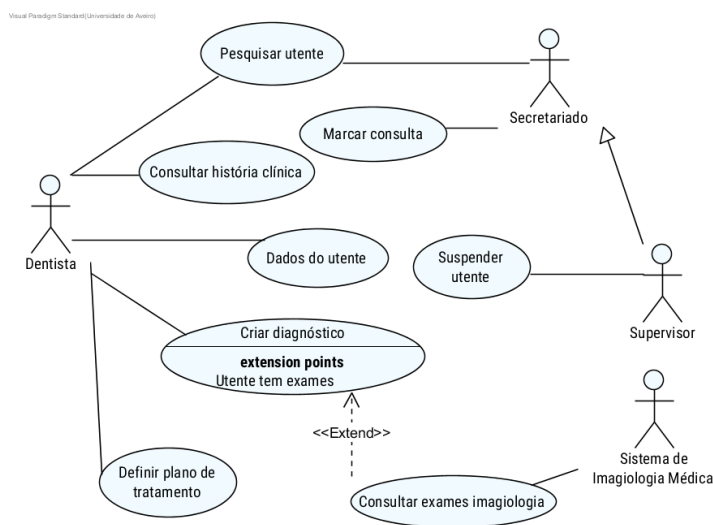 Visual Paradigm Standard(Universidade de Aveiro)
Pesquisar utente
Secretariado
Marcar consulta
Consultar história clínica
Dentista
Dados do utente
Suspender
utente
Supervisor
Criar diagnóstico
extension points
Utente tem exames
<<Extend>>
Sistema de
Imagiologia Médica
Definir plano de
tratamento
Consultar exames imagiologia